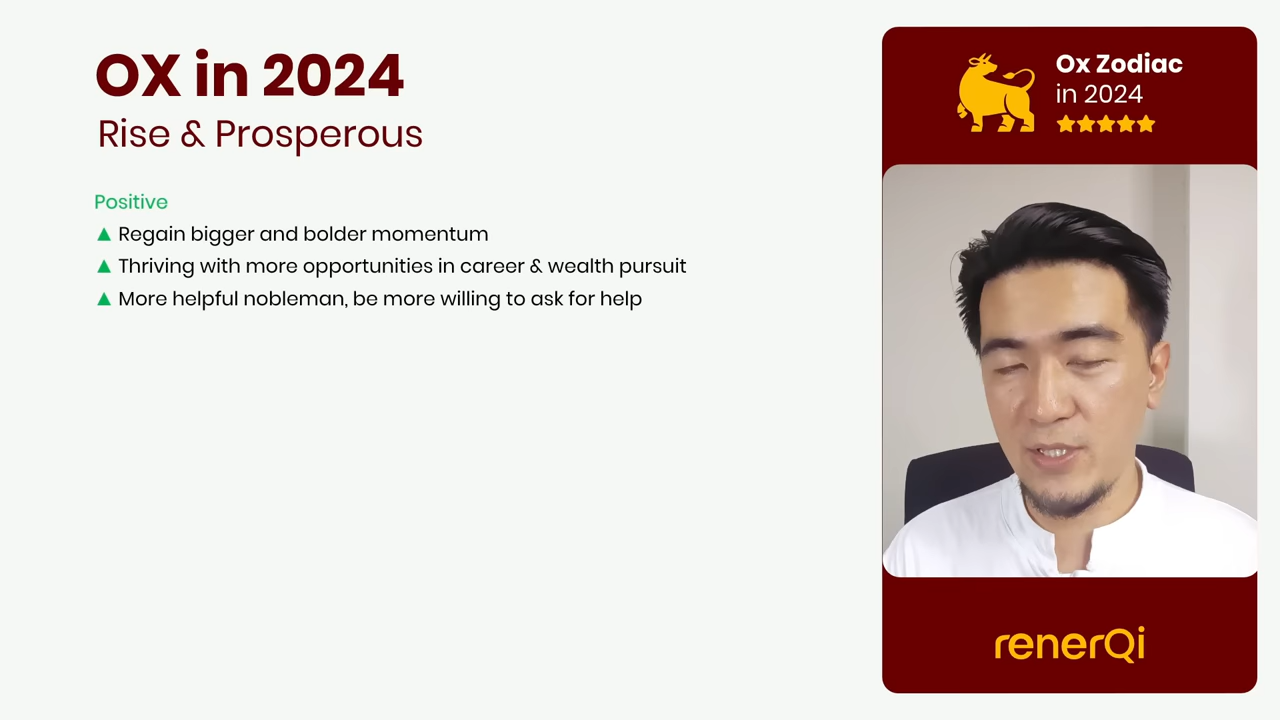 OX in 2024
Rise & Prosperous
Positive
▲ Regain bigger and bolder momentum
▲ Thriving with more opportunities in career & wealth pursuit
▲ More helpful nobleman, be more willing to ask for help
Ox Zodiac
in 2024
★★★★★
renerQi